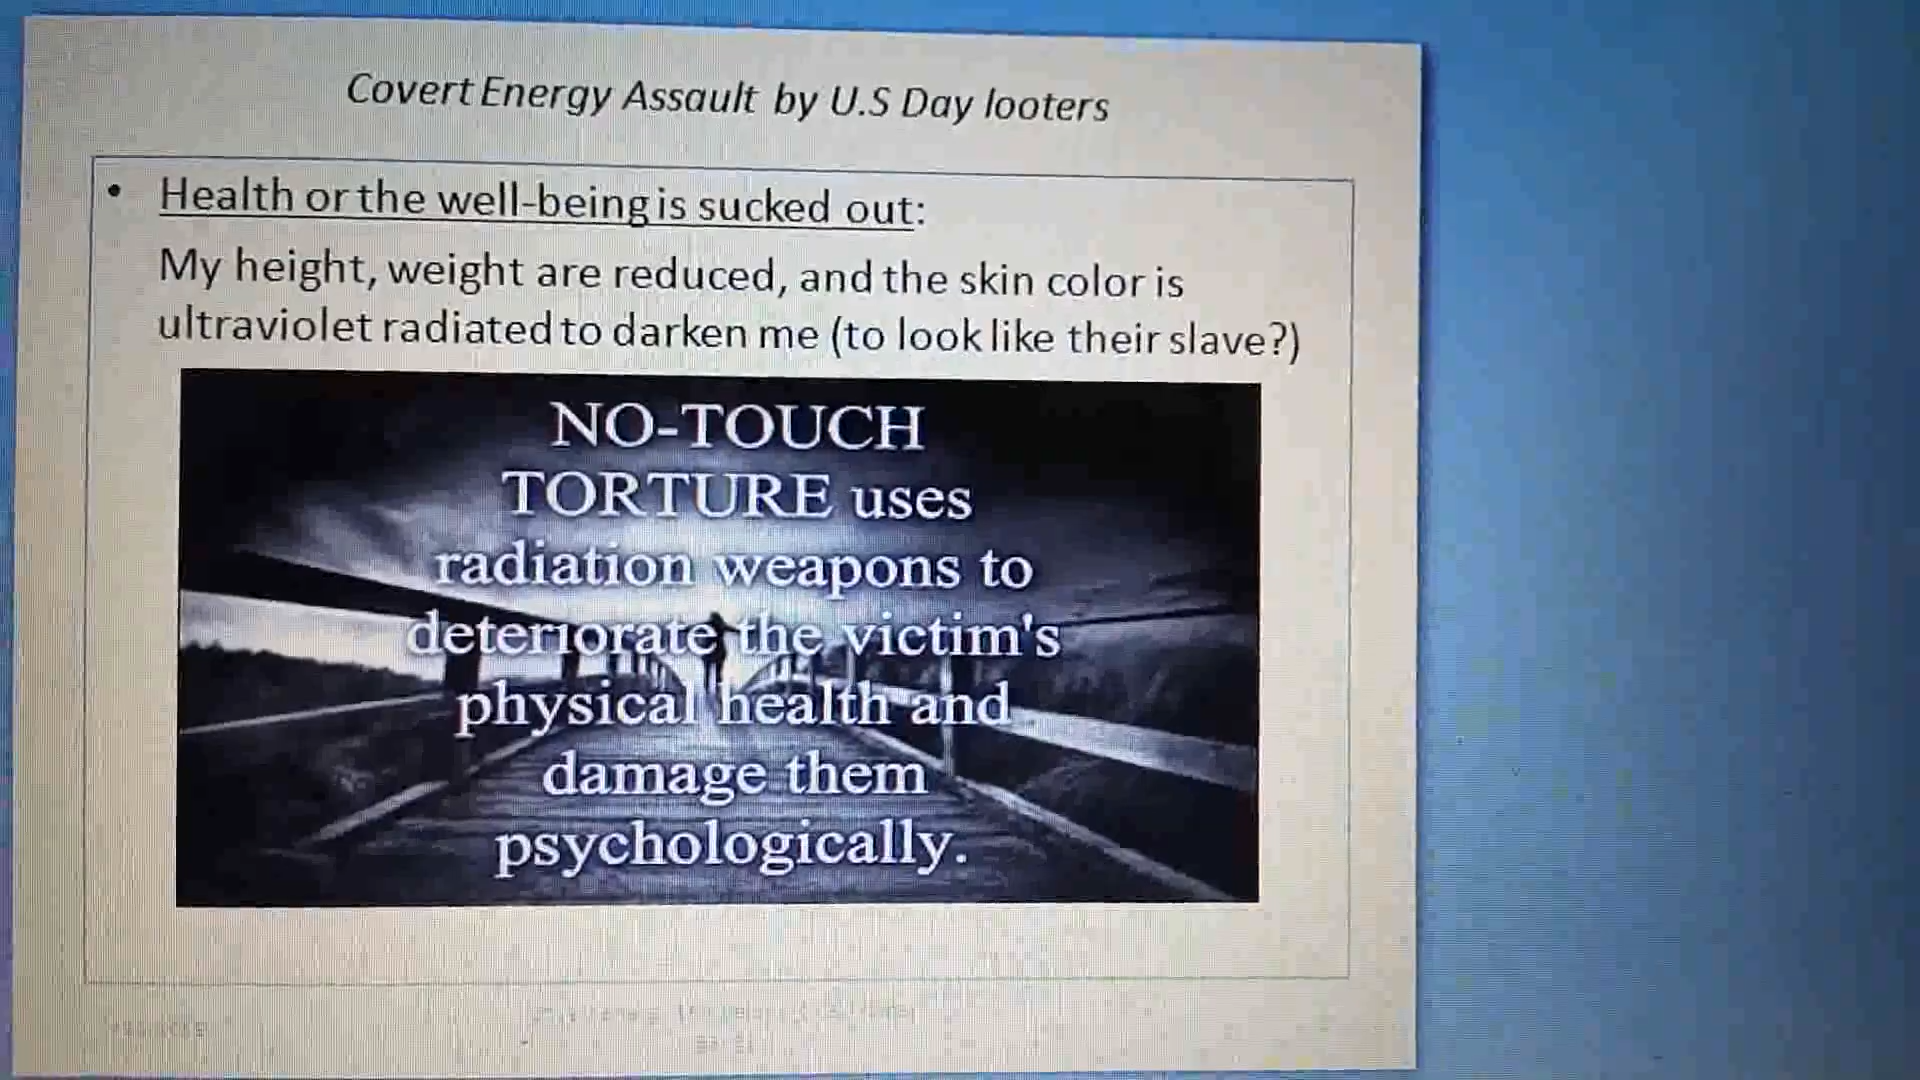 Covert Energy Assault by U.S Day looters
• Health or the well-being is sucked out:
My height, weight are reduced, and the skin color is
ultraviolet radiated to darken me (to look like their slave?)
NO-TOUCH
TORTURE uses
radiation weapons to
deteriorate the victim's
physical health and
damage them
psychologically.